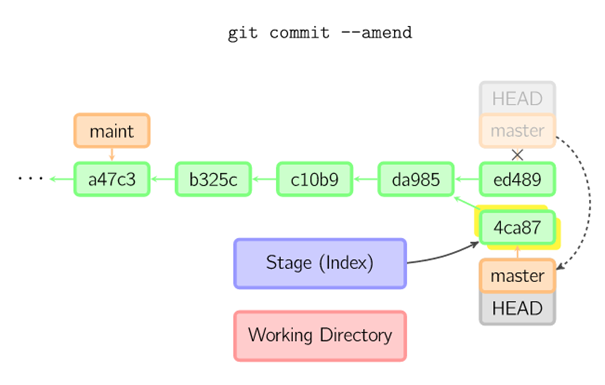 git commit --amend
HEAD
master
maint
... a47c3 b325c c10b9 da985 ed489
4ca87
Stage (Index)
master
HEAD
Working Directory